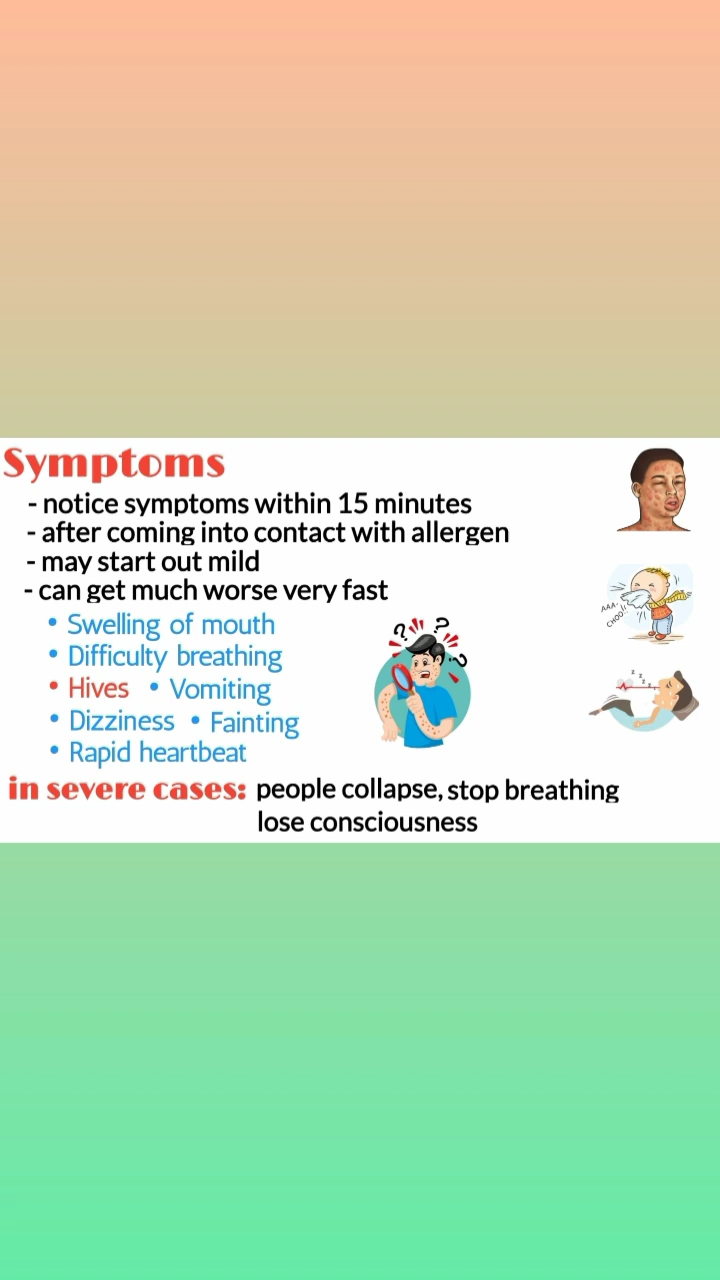 Symptoms
- notice symptoms within 15 minutes
- after coming into contact with allergen
- may start out mild
- can get much worse very fast
• Swelling of mouth
• Difficulty breathing
• Hives • Vomiting
• Dizziness • Fainting
• Rapid heartbeat
in severe cases: people collapse, stop breathing
lose consciousness
? ? ?
AAA..
CHOO!!
z z z z